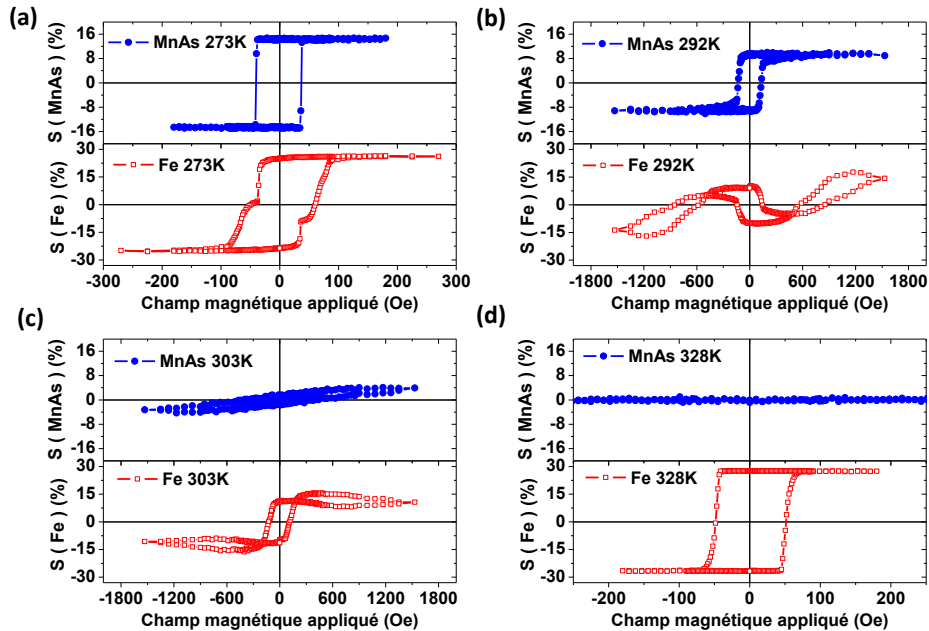 (a)
S ( MnAs) (%)
16
8
0
-8
-16
MnAs 273K
S ( Fe) (%)
30
15
0
-15
-30
Fe 273K
-300 -200 -100 0 100 200 300
Champ magnétique appliqué (Oe)
(b)
S ( MnAs) (%)
16
8
0
-8
-16
MnAs 292K
S ( Fe) (%)
30
15
0
-15
-30
Fe 292K
-1800 -1200 -600 0 600 1200 1800
Champ magnétique appliqué (Oe)
(c)
S ( MnAs) (%)
16
8
0
-8
-16
MnAs 303K
S ( Fe) (%)
30
15
0
-15
-30
Fe 303K
-1800 -1200 -600 0 600 1200 1800
Champ magnétique appliqué (Oe)
(d)
S ( MnAs) (%)
16
8
0
-8
-16
MnAs 328K
S ( Fe) (%)
30
15
0
-15
-30
Fe 328K
-200 -100 0 100 200
Champ magnétique appliqué (Oe)